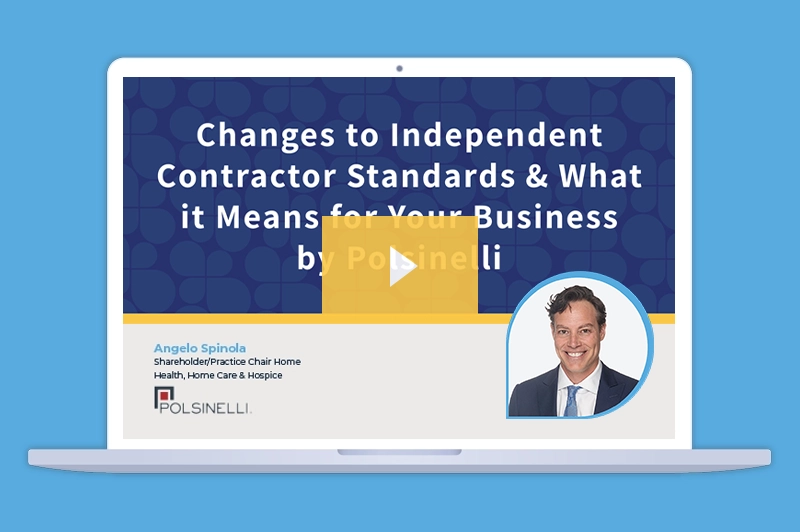 Changes to Independent
Contractor Standards & What
it Means for Your Business
by Polsinelli
Angelo Spinola
Shareholder/Practice Chair Home
Health, Home Care & Hospice
POLSINELLI